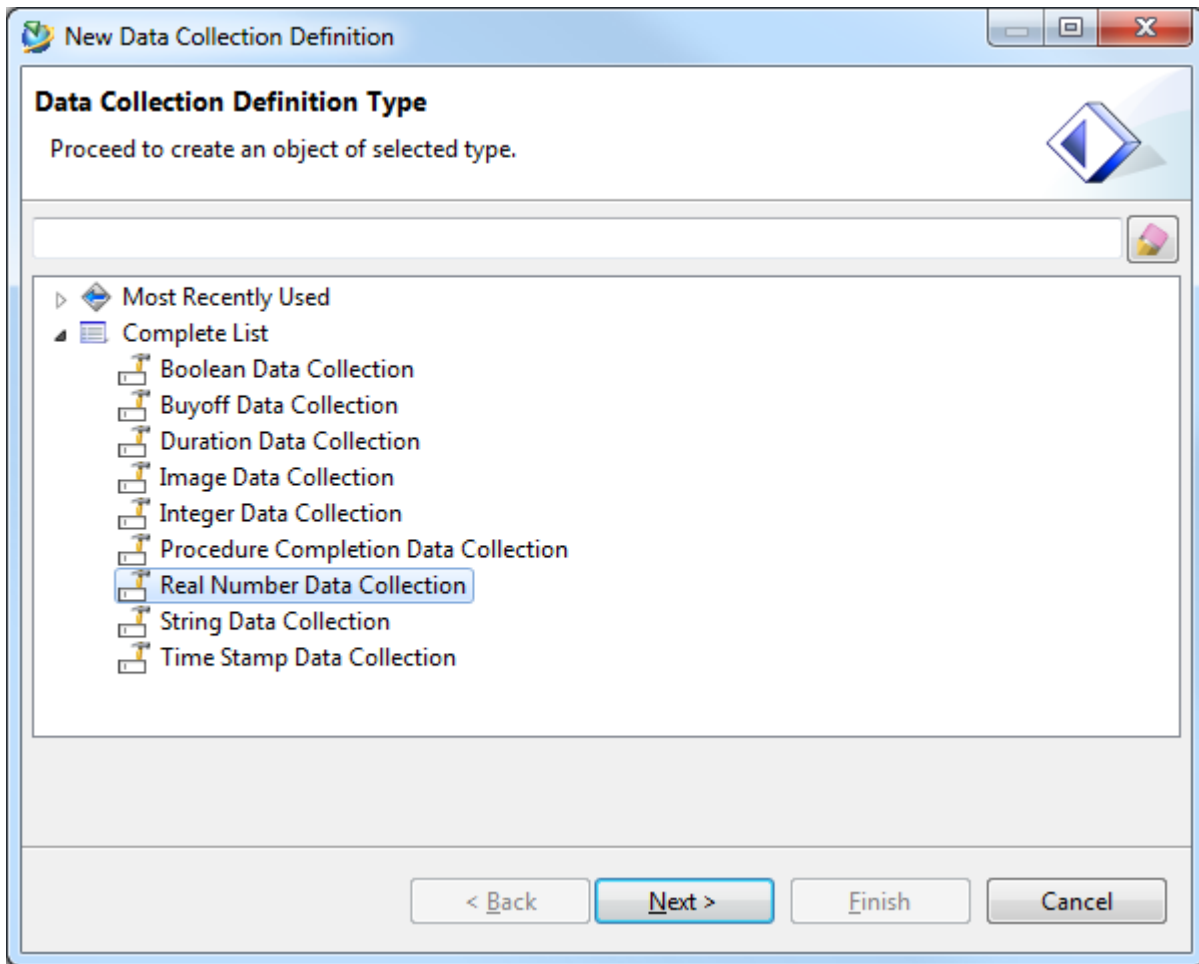 New Data Collection Definition
Data Collection Definition Type
Proceed to create an object of selected type.
Most Recently Used
Complete List
Boolean Data Collection
Buyoff Data Collection
Duration Data Collection
Image Data Collection
Integer Data Collection
Procedure Completion Data Collection
Real Number Data Collection
String Data Collection
Time Stamp Data Collection
< Back Next > Finish Cancel